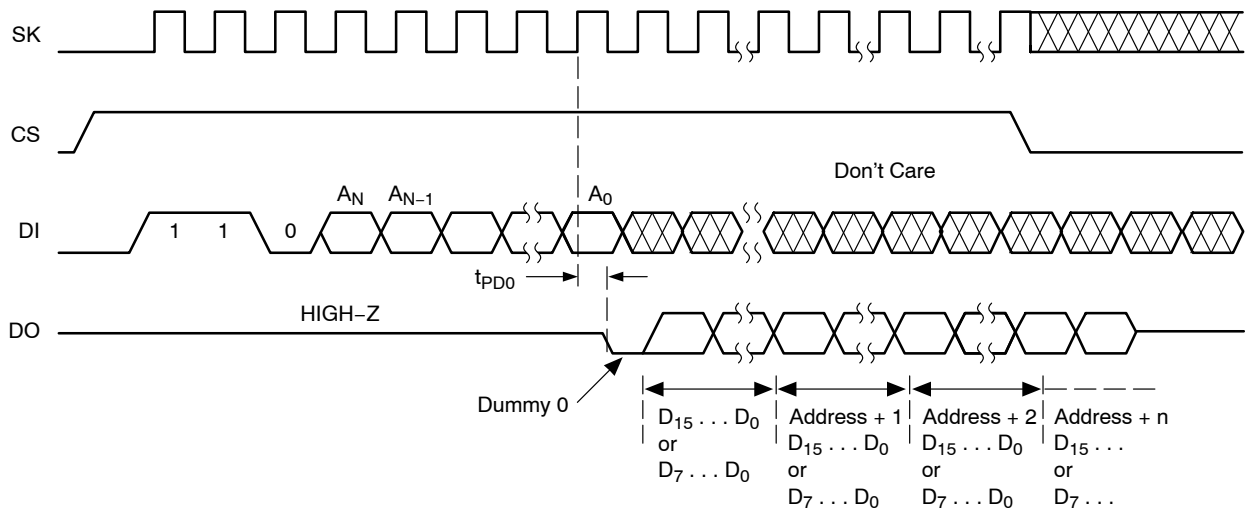 SK
CS
Don't Care
A_N A_N–1 A_0
DI
1 1 0
t_PD0
HIGH–Z
DO
Dummy 0
D_15 . . . D_0
or
D_7 . . . D_0
Address + 1
D_15 . . . D_0
or
D_7 . . . D_0
Address + 2
D_15 . . . D_0
or
D_7 . . . D_0
Address + n
D_15 . . .
or
D_7 . . .